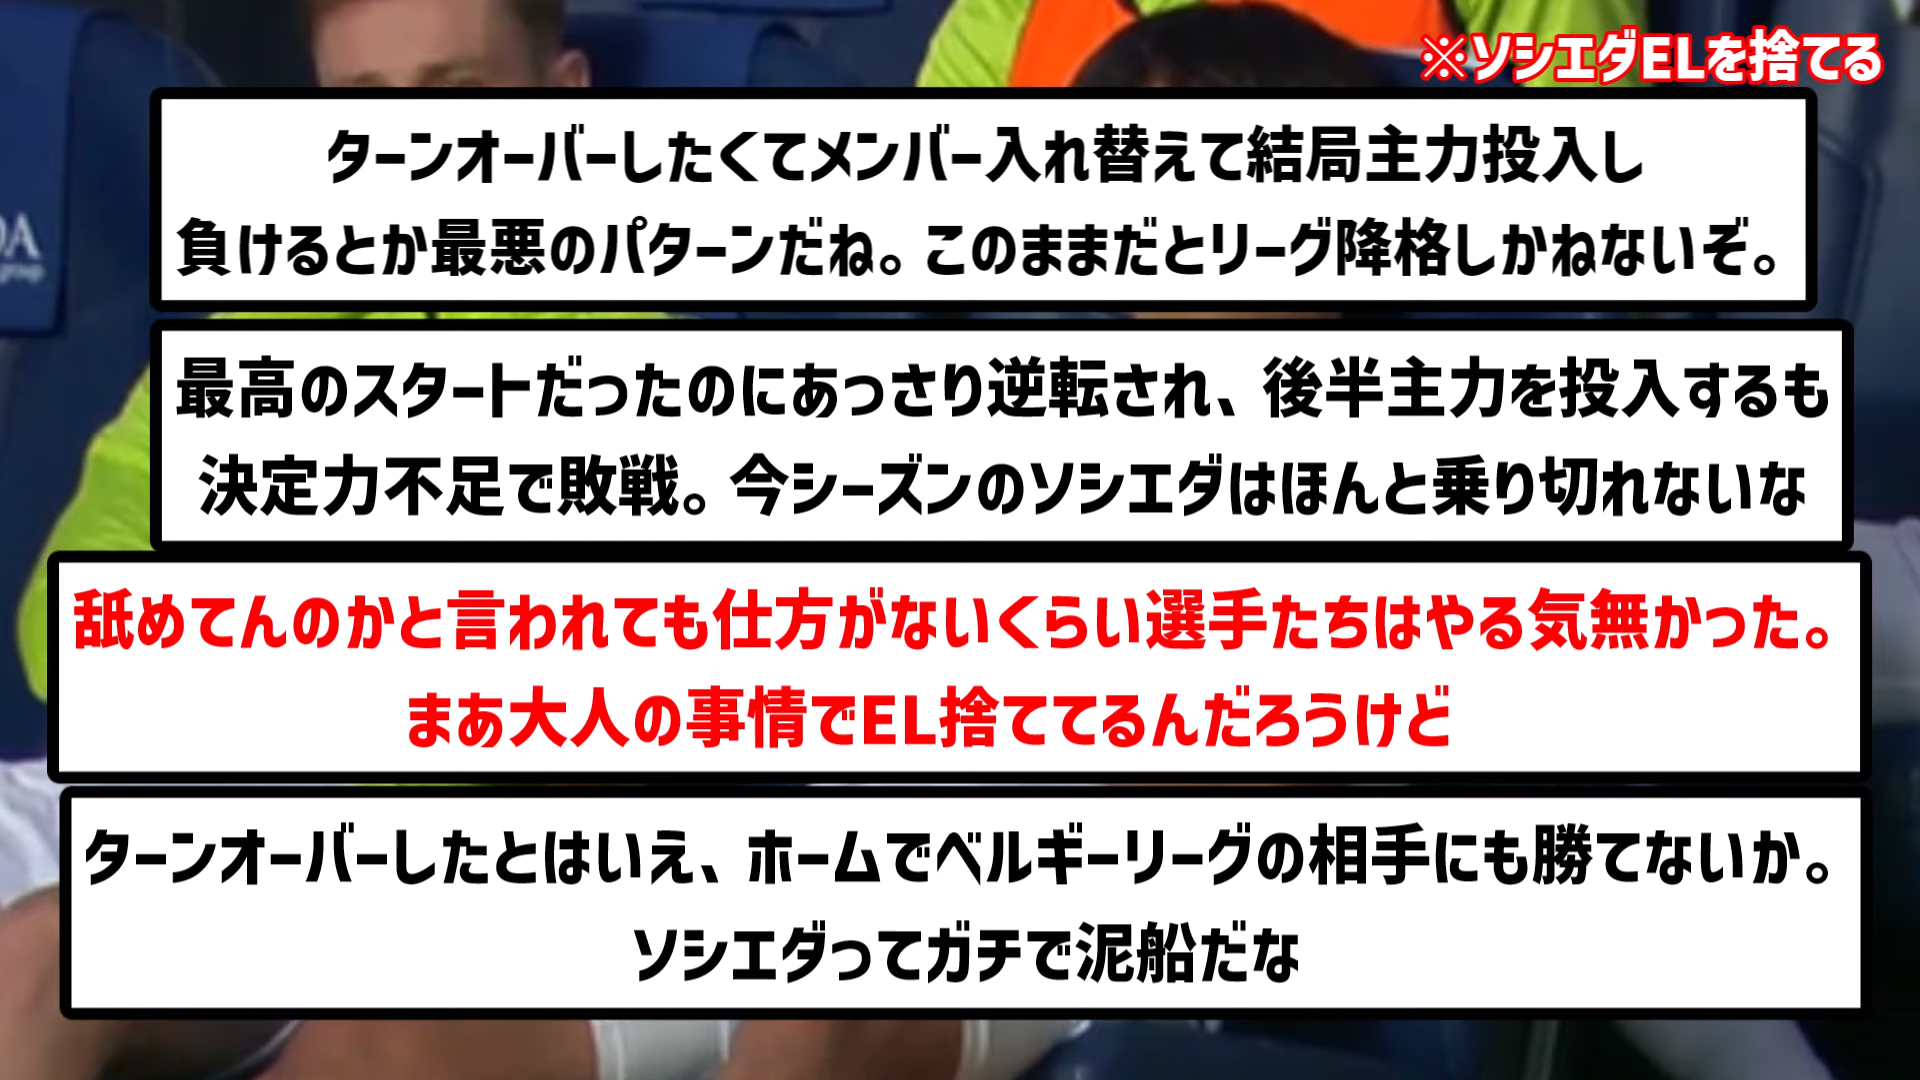 ※ソシエダELを捨てる
ターンオーバーしたくてメンバー入れ替えて結局主力投入し
負けるとか最悪のパターンだね。このままだとリーグ降格しかねないぞ。
最高のスタートだったのにあっさり逆転され、後半主力を投入するも
決定力不足で敗戦。今シーズンのソシエダはほんと乗り切れないな
舐めてんのかと言われても仕方がないくらい選手たちはやる気無かった。
まあ大人の事情でEL捨ててるんだろうけど
ターンオーバーしたとはいえ、ホームでベルギーリーグの相手にも勝てないか。
ソシエダってガチで泥船だな